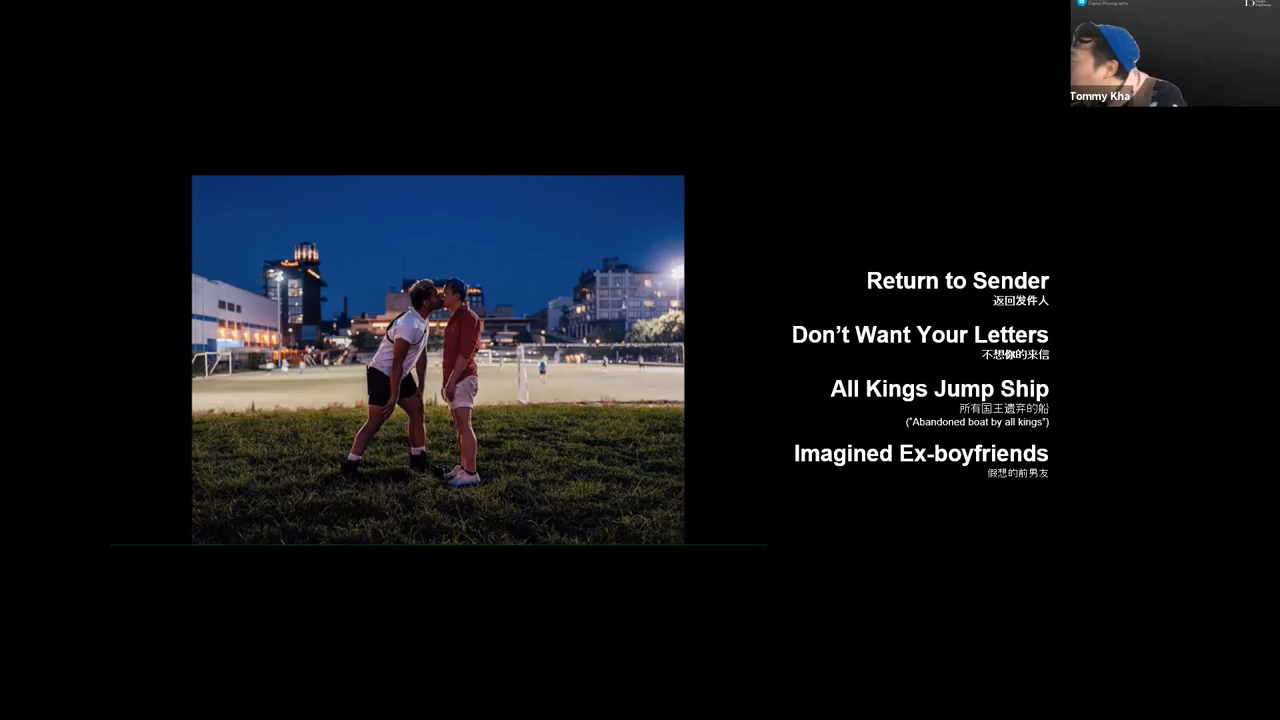 Tommy Kha
Return to Sender
返回发件人
Don’t Want Your Letters
不想你的来信
All Kings Jump Ship
所有国王遗弃的船
("Abandoned boat by all kings")
Imagined Ex-boyfriends
假想的前男友